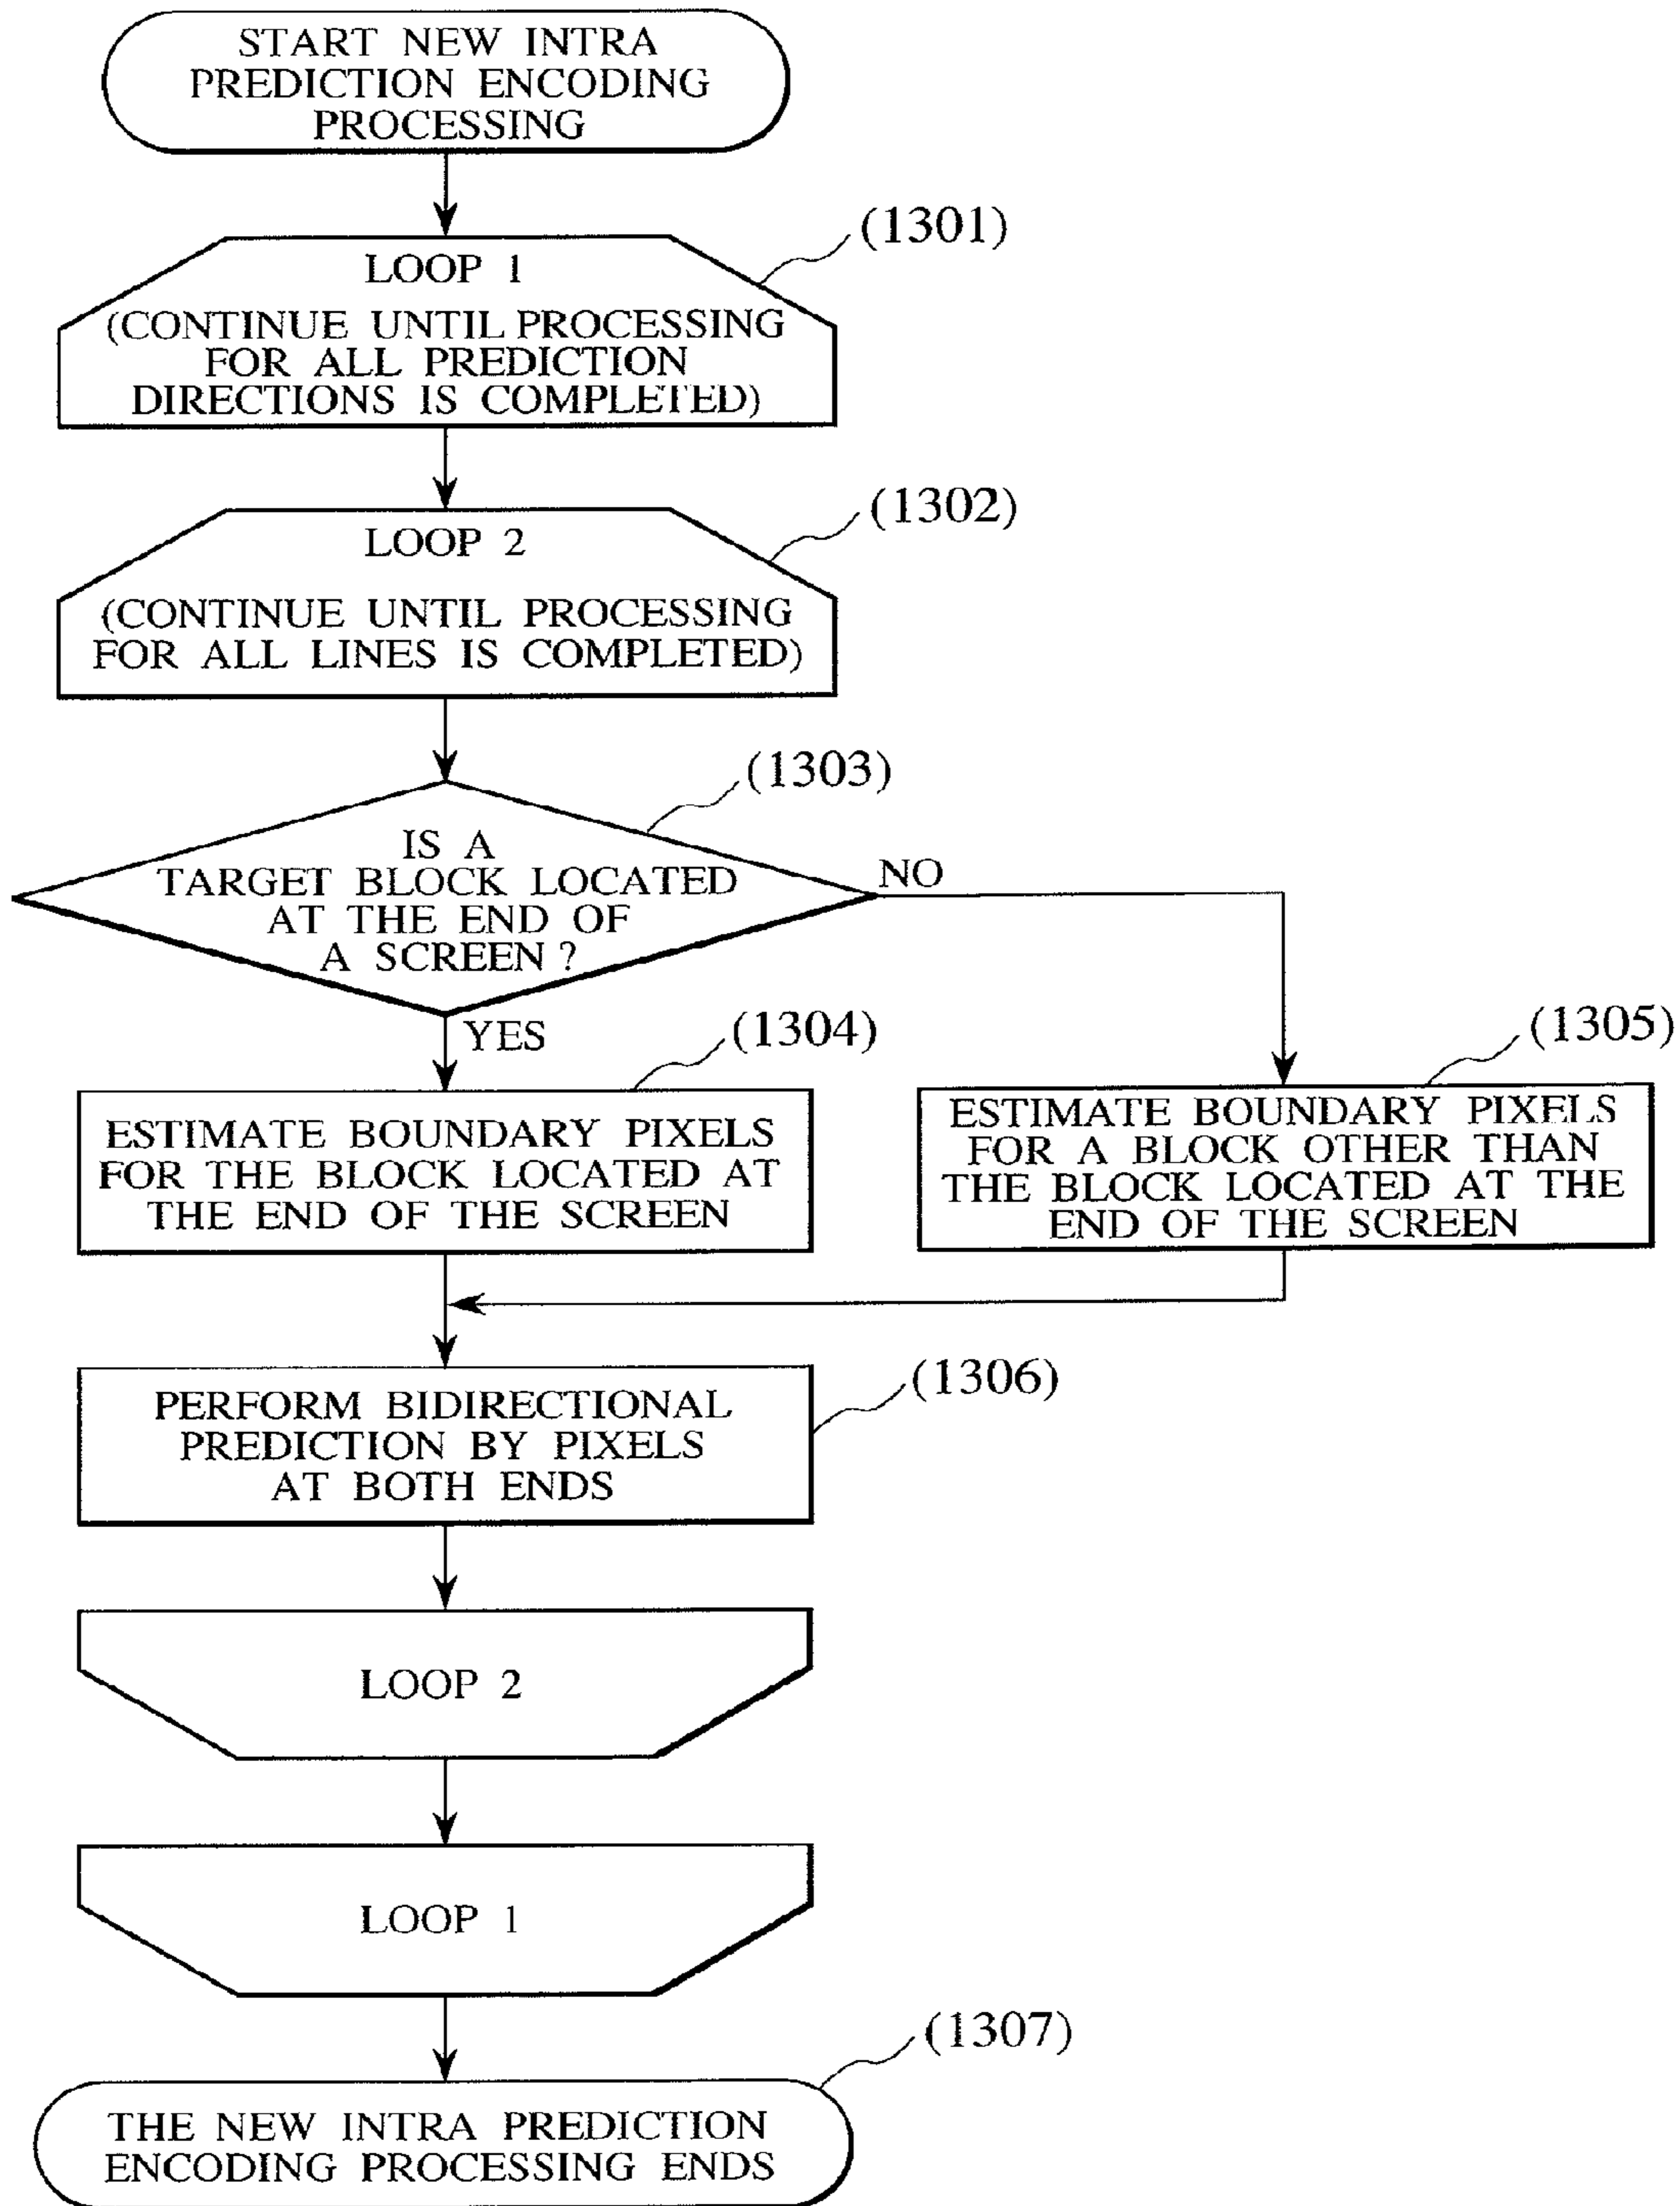 START NEW INTRA
PREDICTION ENCODING
PROCESSING
(1301)
LOOP 1
(CONTINUE UNTIL PROCESSING
FOR ALL PREDICTION
DIRECTIONS IS COMPLETED)
(1302)
LOOP 2
(CONTINUE UNTIL PROCESSING
FOR ALL LINES IS COMPLETED)
(1303)
IS A
TARGET BLOCK LOCATED
AT THE END OF
A SCREEN?
NO
YES
(1304)
(1305)
ESTIMATE BOUNDARY PIXELS
FOR THE BLOCK LOCATED AT
THE END OF THE SCREEN
ESTIMATE BOUNDARY PIXELS
FOR A BLOCK OTHER THAN
THE BLOCK LOCATED AT THE
END OF THE SCREEN
(1306)
PERFORM BIDIRECTIONAL
PREDICTION BY PIXELS
AT BOTH ENDS
LOOP 2
LOOP 1
(1307)
THE NEW INTRA PREDICTION
ENCODING PROCESSING ENDS